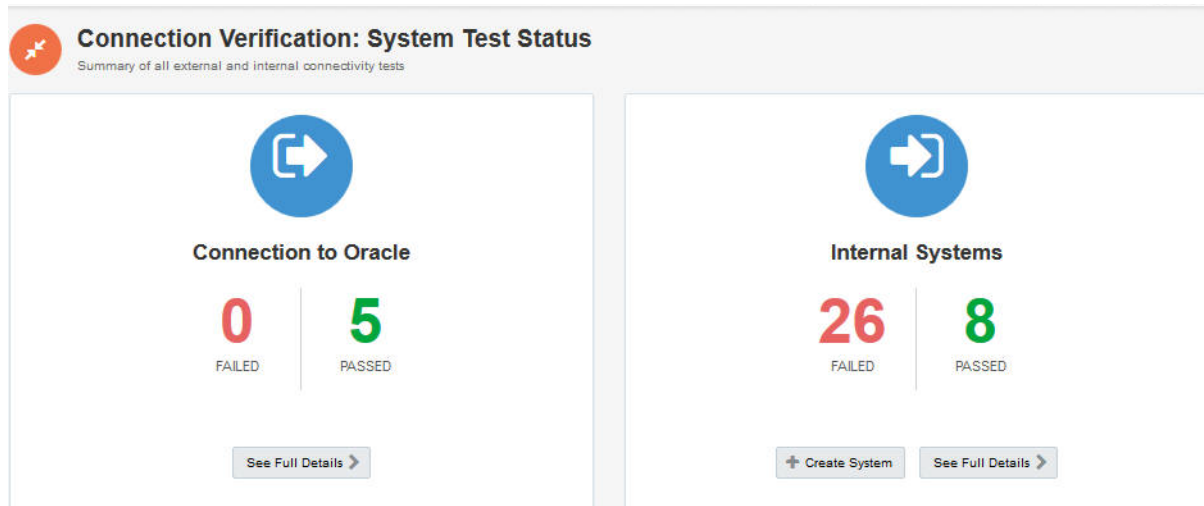 Connection Verification: System Test Status
Summary of all external and internal connectivity tests
Connection to Oracle
0
FAILED
5
PASSED
See Full Details
Internal Systems
26
FAILED
8
PASSED
Create System
See Full Details